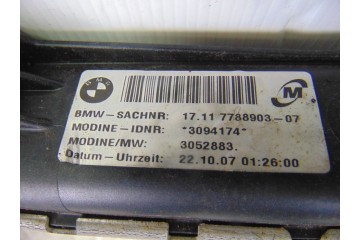 BMW-SACHNR: 17.11 7788903-07
MODINE-IDNR: *3094174*
MODINE/MW: 3052883.
Datum-Uhrzeit: 22.10.07 01:26:00